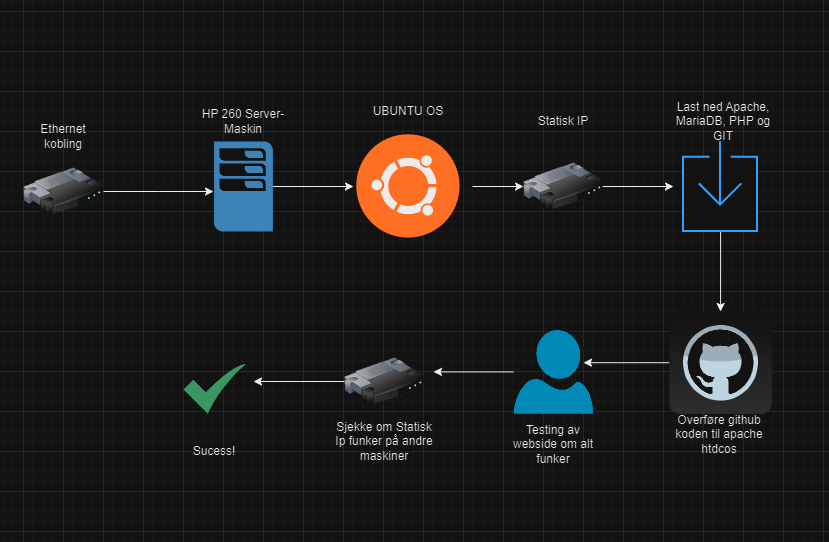 Ethernet
kobling
HP 260 Server-
Maskin
UBUNTU OS
Statisk IP
Last ned Apache,
MariaDB, PHP og
GIT
Overføre github
koden til apache
htdcos
Testing av
webside om alt
funker
Sjekke om Statisk
Ip funker på andre
maskiner
Sucess!